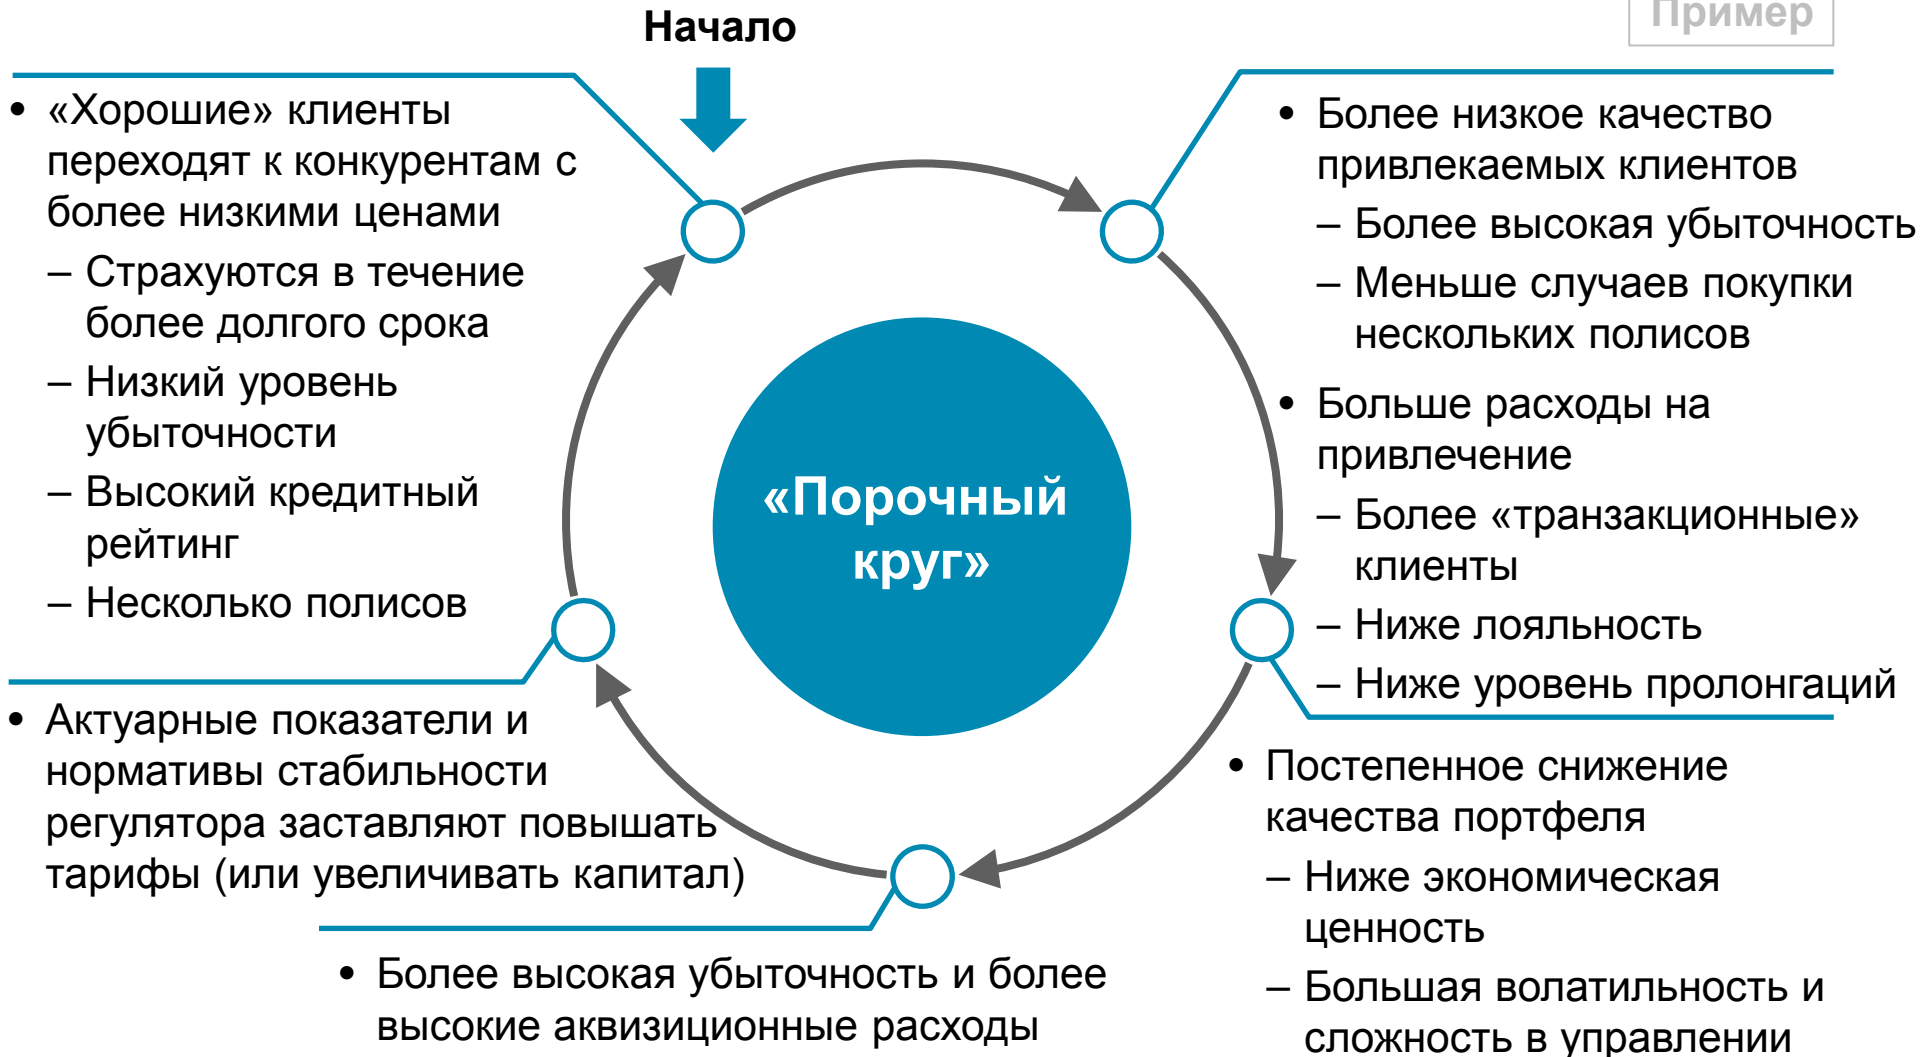 Начало
Пример
• «Хорошие» клиенты
переходят к конкурентам с
более низкими ценами
– Страхуются в течение
более долгого срока
– Низкий уровень
убыточности
– Высокий кредитный
рейтинг
– Несколько полисов
• Более низкое качество
привлекаемых клиентов
– Более высокая убыточность
– Меньше случаев покупки
нескольких полисов
• Больше расходы на
привлечение
– Более «транзакционные»
клиенты
– Ниже лояльность
– Ниже уровень пролонгаций
«Порочный
круг»
• Актуарные показатели и
нормативы стабильности
регулятора заставляют повышать
тарифы (или увеличивать капитал)
• Постепенное снижение
качества портфеля
– Ниже экономическая
ценность
– Большая волатильность и
сложность в управлении
• Более высокая убыточность и более
высокие аквизиционные расходы